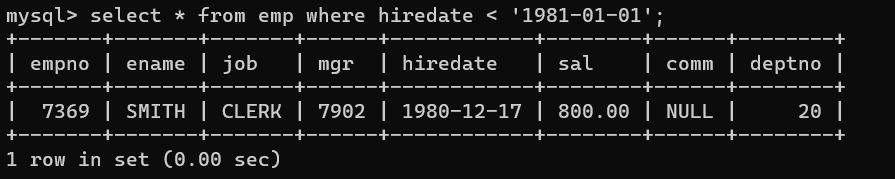 mysql> select * from emp where hiredate < '1981-01-01';
+-------+-------+-------+------+------------+--------+------+--------+
| empno | ename | job   | mgr  | hiredate   | sal    | comm | deptno |
+-------+-------+-------+------+------------+--------+------+--------+
|  7369 | SMITH | CLERK | 7902 | 1980-12-17 | 800.00 | NULL |     20 |
+-------+-------+-------+------+------------+--------+------+--------+
1 row in set (0.00 sec)